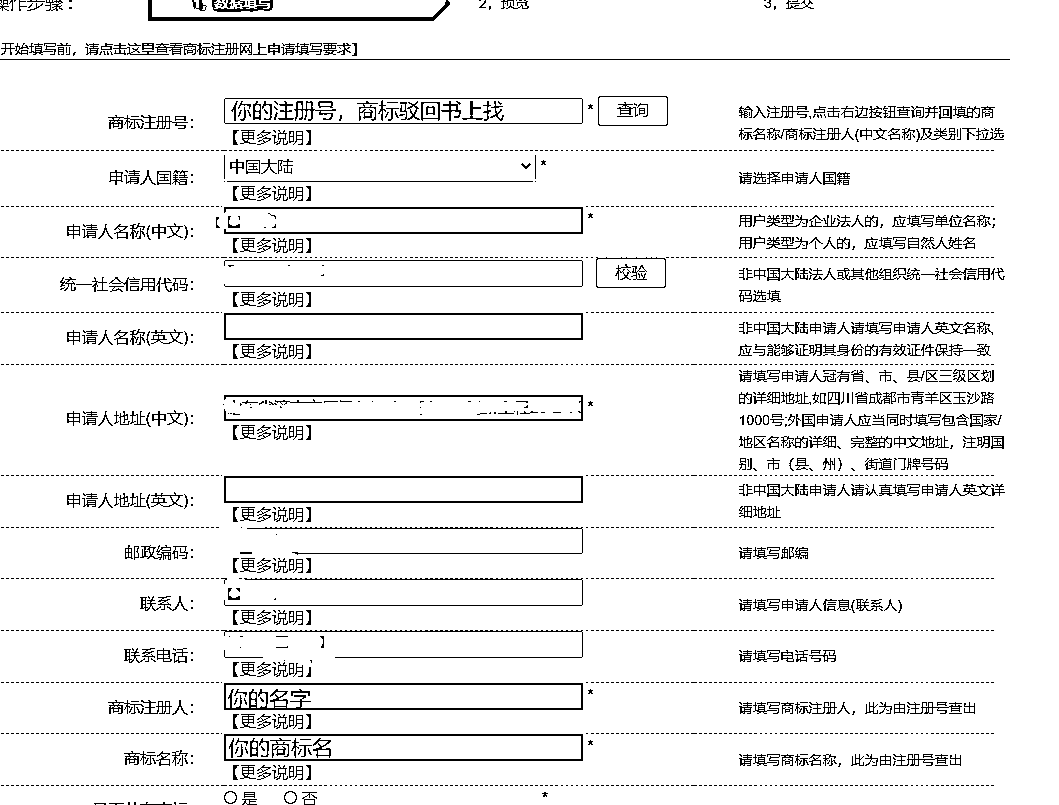 操作步骤：
数据填写
2，预览
3，提交
开始填写前，请点击这里查看商标注册网上申请填写要求】
商标注册号：
你的注册号，商标驳回书上找
*
查询
【更多说明】
输入注册号,点击右边按钮查询并回填的商
标名称/商标注册人(中文名称)及类别下拉选
申请人国籍：
中国大陆
*
【更多说明】
请选择申请人国籍
申请人名称(中文)：
*
【更多说明】
用户类型为企业法人的，应填写单位名称；
用户类型为个人的，应填写自然人姓名
统一社会信用代码：
校验
【更多说明】
非中国大陆法人或其他组织统一社会信用代
码选填
申请人名称(英文)：
【更多说明】
非中国大陆申请人请填写申请人英文名称，
应与能够证明其身份的有效证件保持一致
申请人地址(中文)：
*
【更多说明】
请填写申请人冠有省、市、县/区三级区划
的详细地址,如四川省成都市青羊区玉沙路
1000号;外国申请人应当同时填写包含国家/
地区名称的详细、完整的中文地址，注明国
别、市（县、州）、街道门牌号码
申请人地址(英文)：
【更多说明】
非中国大陆申请人请认真填写申请人英文详
细地址
邮政编码：
【更多说明】
请填写邮编
联系人：
【更多说明】
请填写申请人信息(联系人)
联系电话：
【更多说明】
请填写电话号码
商标注册人：
你的名字
*
【更多说明】
请填写商标注册人，此为由注册号查出
商标名称：
你的商标名
*
【更多说明】
请填写商标名称，此为由注册号查出
是
否
*